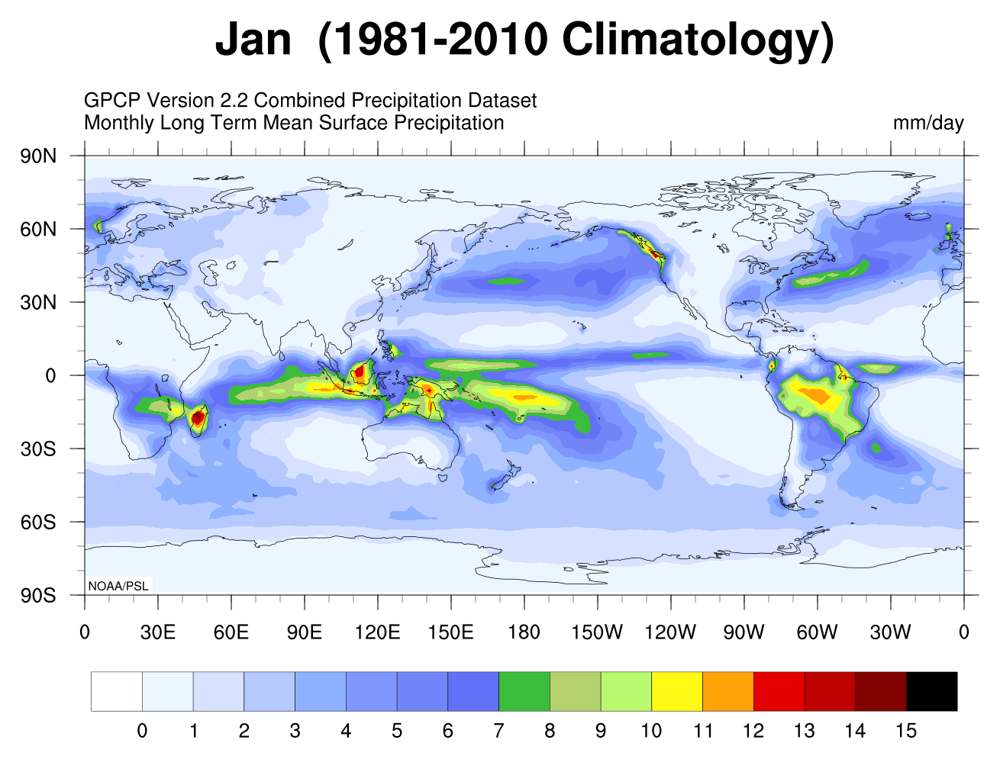 Jan (1981-2010 Climatology)
GPCP Version 2.2 Combined Precipitation Dataset
Monthly Long Term Mean Surface Precipitation mm/day
90N
60N
30N
0
30S
60S
90S
NOAA/PSL
0 30E 60E 90E 120E 150E 180 150W 120W 90W 60W 30W 0
0 1 2 3 4 5 6 7 8 9 10 11 12 13 14 15